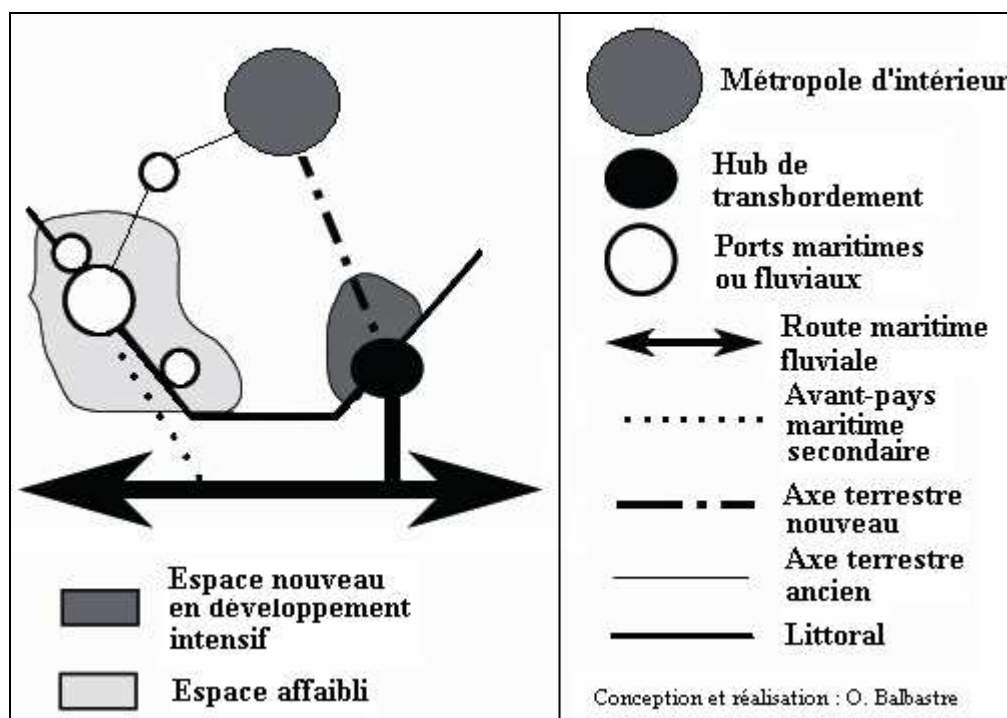 Métropole d'intérieur
Hub de
transbordement
Ports maritimes
ou fluviaux
Route maritime
fluviale
Avant-pays
maritime
secondaire
Axe terrestre
nouveau
Axe terrestre
ancien
Littoral
Espace nouveau
en développement
intensif
Espace affaibli
Conception et réalisation : O. Balbastre